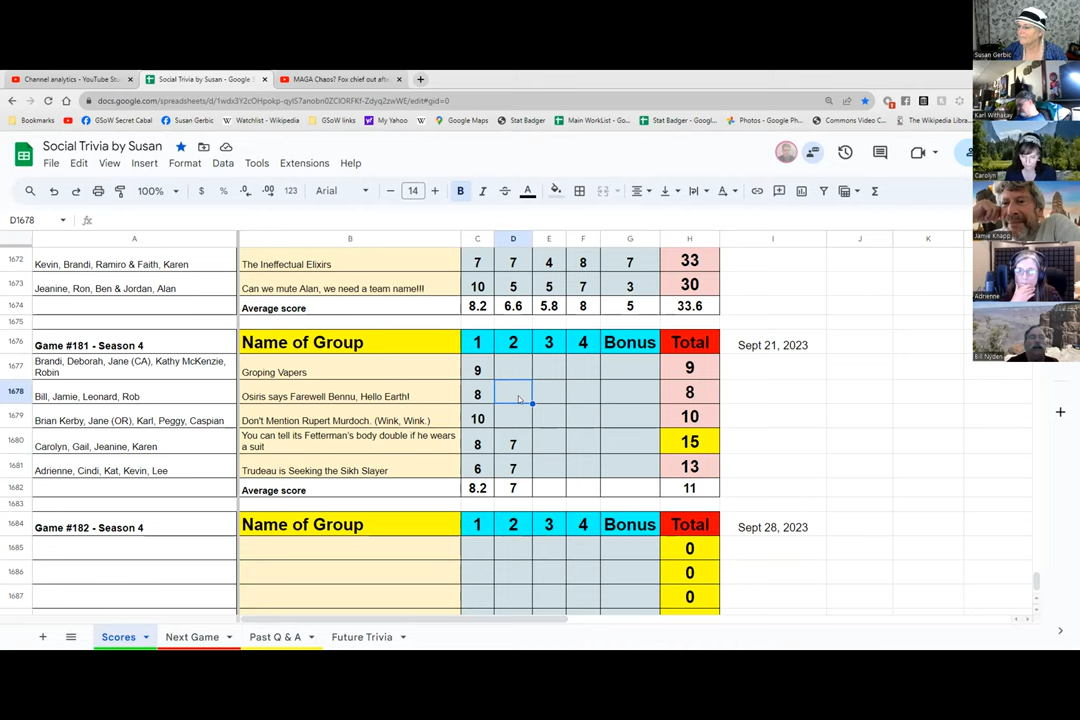 Channel analytics - YouTube Stu
Social Trivia by Susan - Google S
MAGA Chaos? Fox chief out afte
docs.google.com/spreadsheets/d/1wdx3Y2cOHpokp-qyIS7anobn0ZClORFKf-Zdyq2zwWE/edit#gid=0
Bookmarks
GSoW Secret Cabal
Susan Gerbic
Watchlist - Wikipedia
GSoW links
My Yahoo
Google Maps
Stat Badger
Main WorkList - Go...
Stat Badger - Goog...
Photos - Google Ph...
Commons Video C...
The Wikipedia Libra...
Social Trivia by Susan
File Edit View Insert Format Data Tools Extensions Help
100% $ % .0 .00 123 Arial 14 B I S A
D1678 fx
A B C D E F G H I J K
1672 Kevin, Brandi, Ramiro & Faith, Karen The Ineffectual Elixirs 7 7 4 8 7 33
1673 Jeanine, Ron, Ben & Jordan, Alan Can we mute Alan, we need a team name!!! 10 5 5 7 3 30
1674 Average score 8.2 6.6 5.8 8 5 33.6
1675
1676 Game #181 - Season 4 Name of Group 1 2 3 4 Bonus Total Sept 21, 2023
1677 Brandi, Deborah, Jane (CA), Kathy McKenzie, Robin Groping Vapers 9 9
1678 Bill, Jamie, Leonard, Rob Osiris says Farewell Bennu, Hello Earth! 8 8
1679 Brian Kerby, Jane (OR), Karl, Peggy, Caspian Don't Mention Rupert Murdoch. (Wink, Wink.) 10 10
1680 Carolyn, Gail, Jeanine, Karen You can tell its Fetterman's body double if he wears a suit 8 7 15
1681 Adrienne, Cindi, Kat, Kevin, Lee Trudeau is Seeking the Sikh Slayer 6 7 13
1682 Average score 8.2 7 11
1683
1684 Game #182 - Season 4 Name of Group 1 2 3 4 Bonus Total Sept 28, 2023
1685 0
1686 0
1687 0
Scores Next Game Past Q & A Future Trivia
Susan Gerbic
Karl Withakay
Carolyn
Jamie Knapp
Adrienne
Bill Nyden